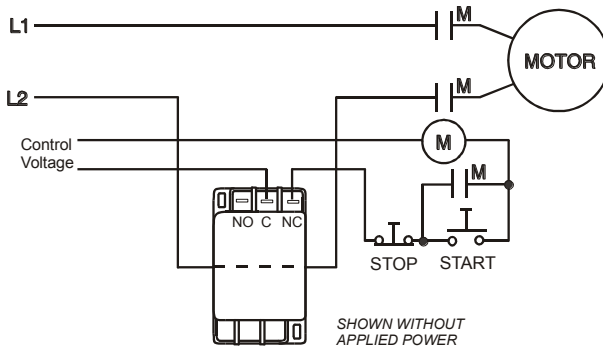 L1
M
MOTOR
L2
M
Control
Voltage
M
M
NO C NC
STOP START
SHOWN WITHOUT
APPLIED POWER